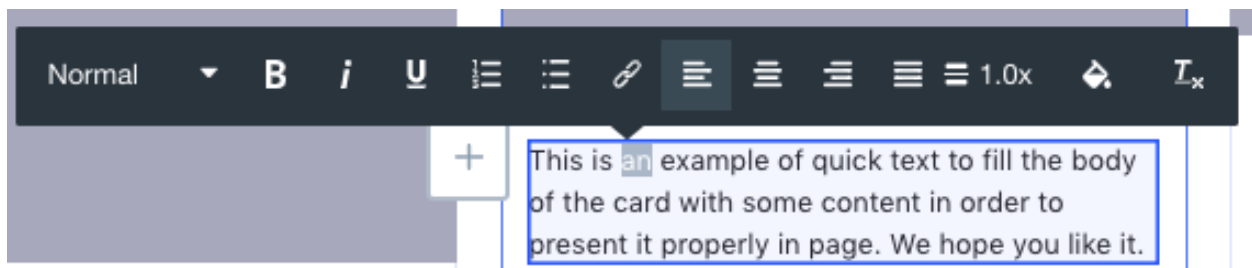 Normal B i U 1.0x
This is an example of quick text to fill the body
of the card with some content in order to
present it properly in page. We hope you like it.